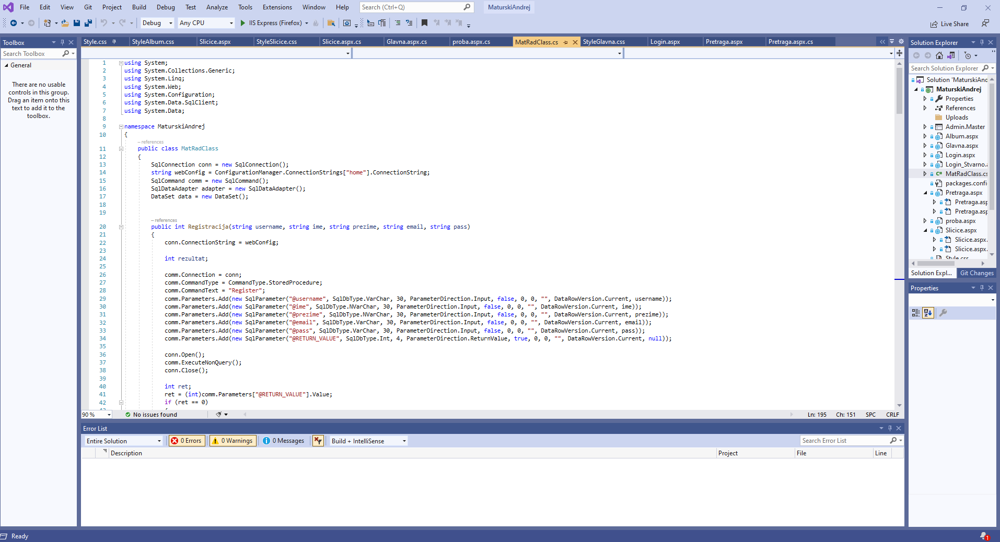 File Edit View Git Project Build Debug Test Analyze Tools Extensions Window Help Search (Ctrl+Q) MaturskiAndrej
Debug Any CPU IIS Express (Firefox) Live Share
Toolbox
Search Toolbox
General
There are no usable
controls in this group.
Drag an item onto this
text to add it to the
toolbox.
Style.css StyleAlbum.css Slicice.aspx StyleSlicice.css Slicice.aspx.cs Glavna.aspx.cs proba.aspx.cs MatRadClass.cs StyleGlavna.css Login.aspx Pretraga.aspx Pretraga.aspx.cs
1 using System;
2 using System.Collections.Generic;
3 using System.Linq;
4 using System.Web;
5 using System.Configuration;
6 using System.Data.SqlClient;
7 using System.Data;
8
9 namespace MaturskiAndrej
10 {
– references
11 public class MatRadClass
12 {
13 SqlConnection conn = new SqlConnection();
14 string webConfig = ConfigurationManager.ConnectionStrings["home"].ConnectionString;
15 SqlCommand comm = new SqlCommand();
16 SqlDataAdapter adapter = new SqlDataAdapter();
17 DataSet data = new DataSet();
18
19
– references
20 public int Registracija(string username, string ime, string prezime, string email, string pass)
21 {
22 conn.ConnectionString = webConfig;
23
24 int rezultat;
25
26 comm.Connection = conn;
27 comm.CommandType = CommandType.StoredProcedure;
28 comm.CommandText = "Register";
29 comm.Parameters.Add(new SqlParameter("@username", SqlDbType.VarChar, 30, ParameterDirection.Input, false, 0, 0, "", DataRowVersion.Current, username));
30 comm.Parameters.Add(new SqlParameter("@ime", SqlDbType.NVarChar, 30, ParameterDirection.Input, false, 0, 0, "", DataRowVersion.Current, ime));
31 comm.Parameters.Add(new SqlParameter("@prezime", SqlDbType.NVarChar, 30, ParameterDirection.Input, false, 0, 0, "", DataRowVersion.Current, prezime));
32 comm.Parameters.Add(new SqlParameter("@email", SqlDbType.VarChar, 30, ParameterDirection.Input, false, 0, 0, "", DataRowVersion.Current, email));
33 comm.Parameters.Add(new SqlParameter("@pass", SqlDbType.VarChar, 30, ParameterDirection.Input, false, 0, 0, "", DataRowVersion.Current, pass));
34 comm.Parameters.Add(new SqlParameter("@RETURN_VALUE", SqlDbType.Int, 4, ParameterDirection.ReturnValue, true, 0, 0, "", DataRowVersion.Current, null));
35
36 conn.Open();
37 comm.ExecuteNonQuery();
38 conn.Close();
39
40 int ret;
41 ret = (int)comm.Parameters["@RETURN_VALUE"].Value;
42 if (ret == 0)
90 % No issues found Ln: 195 Ch: 151 SPC CRLF
Error List
Entire Solution 0 Errors 0 Warnings 0 Messages Build + IntelliSense Search Error List
Description Project File Line
Solution Explorer
Search Solution Explorer
Solution 'MaturskiAnd
MaturskiAndrej
Properties
References
Uploads
Admin.Master
Album.aspx
Glavna.aspx
Login.aspx
Login_Stvarno.a
C# MatRadClass.cs
packages.confi
Pretraga.aspx
Pretraga.asp
Pretraga.asp
proba.aspx
Slicice.aspx
Slicice.aspx.
Slicice.aspx.
Style.css
Solution Expl... Git Changes
Properties
Ready 1